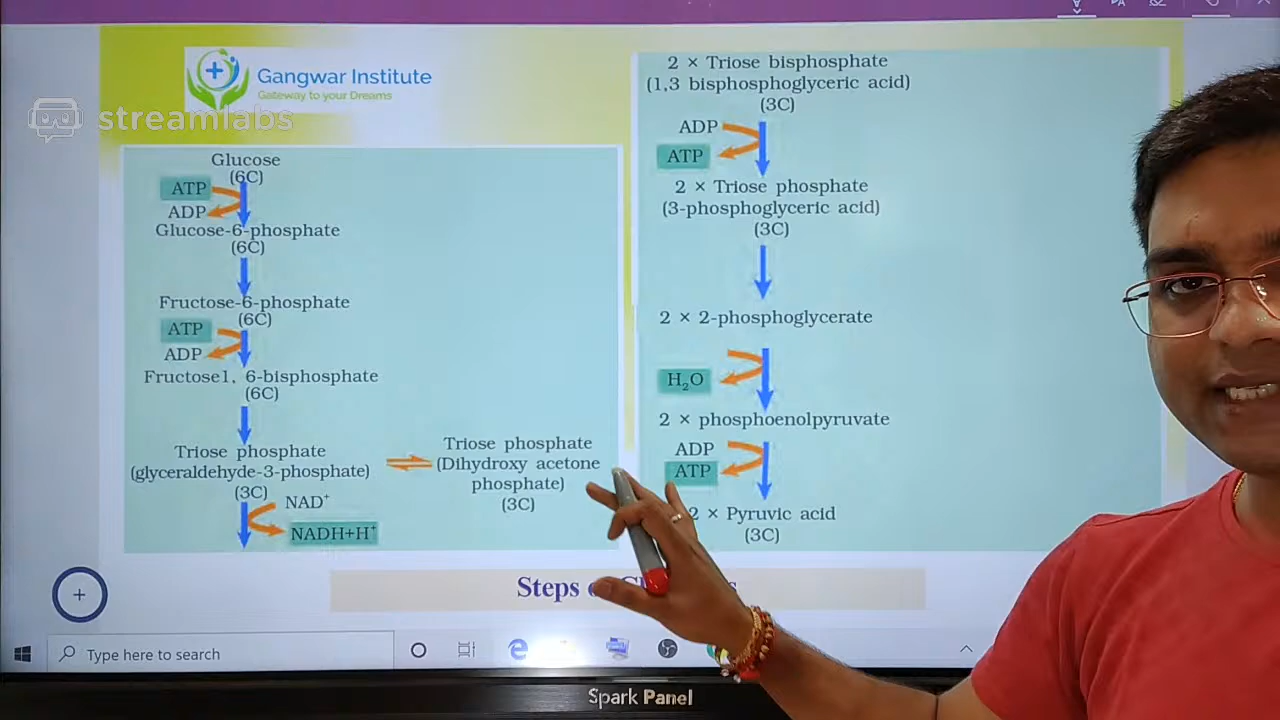 Gangwar Institute
Gateway to your Dreams
streamlabs
Glucose
(6C)
ATP
ADP
Glucose-6-phosphate
(6C)
Fructose-6-phosphate
(6C)
ATP
ADP
Fructose1, 6-bisphosphate
(6C)
Triose phosphate
(glyceraldehyde-3-phosphate)
(3C)
NAD⁺
NADH+H⁺
Triose phosphate
(Dihydroxy acetone
phosphate)
(3C)
2 × Triose bisphosphate
(1,3 bisphosphoglyceric acid)
(3C)
ADP
ATP
2 × Triose phosphate
(3-phosphoglyceric acid)
(3C)
2 × 2-phosphoglycerate
H₂O
2 × phosphoenolpyruvate
ADP
ATP
2 × Pyruvic acid
(3C)
Steps
Type here to search
Spark Panel